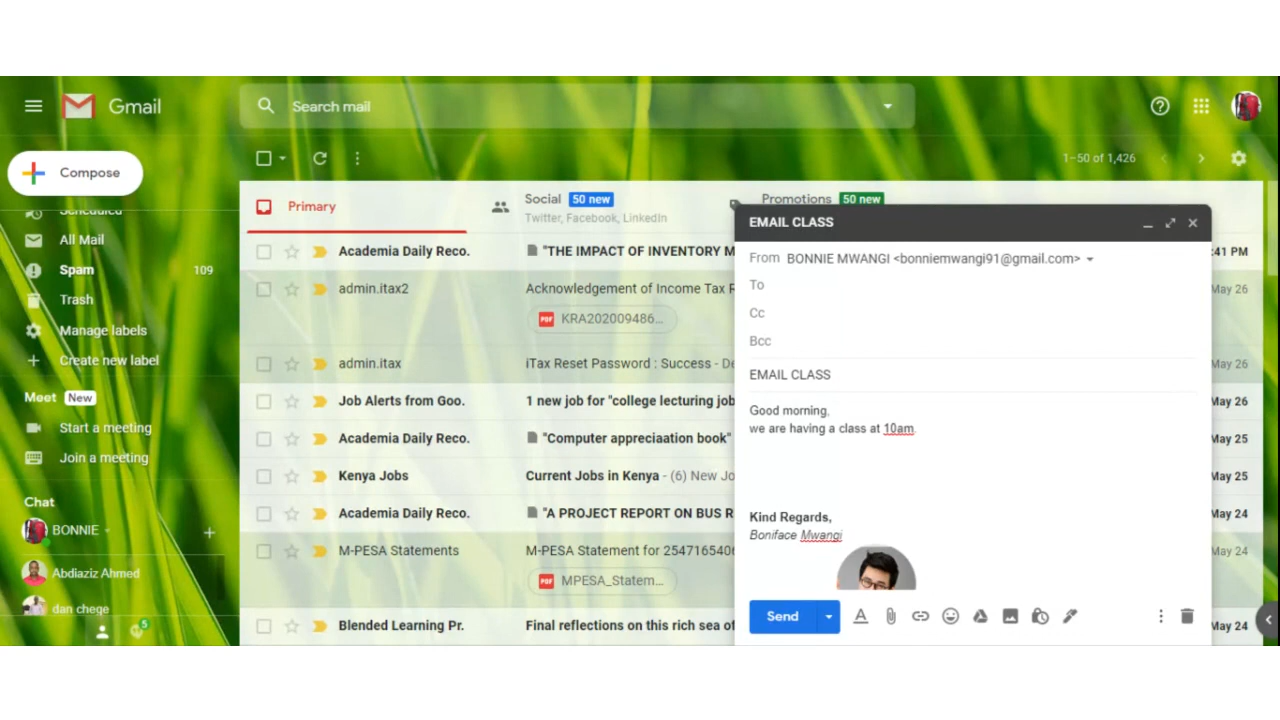 Gmail
Search mail
Compose
1–50 of 1,426
Scheduled
All Mail
Spam 109
Trash
Manage labels
Create new label
Meet New
Start a meeting
Join a meeting
Chat
BONNIE
Abdiaziz Ahmed
dan cheqe
5
Primary
Social 50 new
Twitter, Facebook, LinkedIn
Promotions 50 new
Academia Daily Reco. "THE IMPACT OF INVENTORY M :41 PM
admin.itax2 Acknowledgement of Income Tax R May 26
PDF KRA202009486...
admin.itax iTax Reset Password : Success - De May 26
Job Alerts from Goo. 1 new job for "college lecturing job May 26
Academia Daily Reco. "Computer appreciaation book" May 25
Kenya Jobs Current Jobs in Kenya - (6) New Jo May 25
Academia Daily Reco. "A PROJECT REPORT ON BUS R May 24
M-PESA Statements M-PESA Statement for 2547165406 May 24
PDF MPESA_Statem...
Blended Learning Pr. Final reflections on this rich sea of May 24
EMAIL CLASS
From BONNIE MWANGI <bonniemwangi91@gmail.com>
To
Cc
Bcc
EMAIL CLASS
Good morning,
we are having a class at 10am.
Kind Regards,
Boniface Mwangi
Send